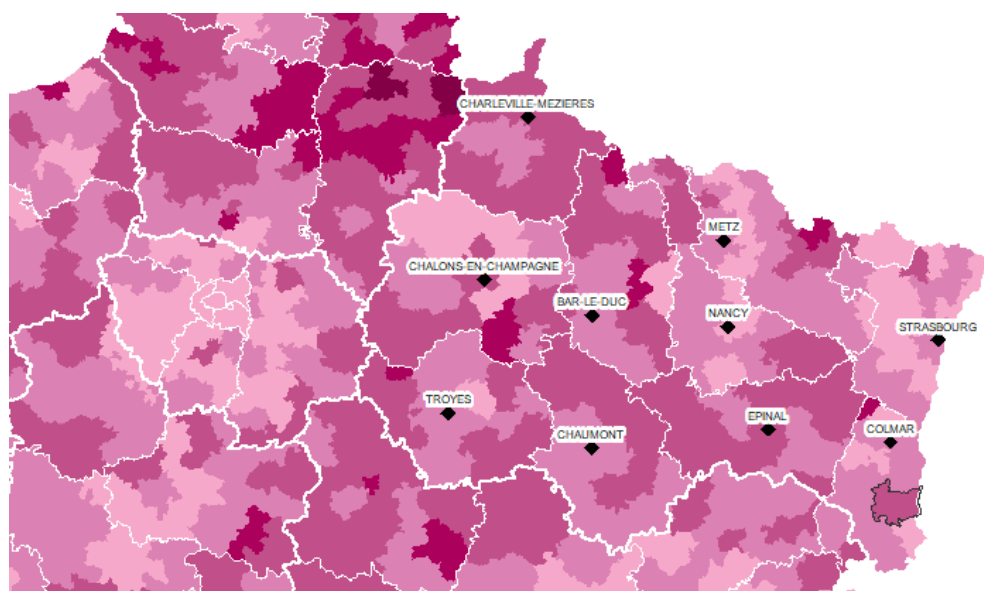 CHARLEVILLE-MEZIERES
METZ
CHALONS-EN-CHAMPAGNE
BAR-LE-DUC
NANCY
STRASBOURG
TROYES
EPINAL
COLMAR
CHAUMONT